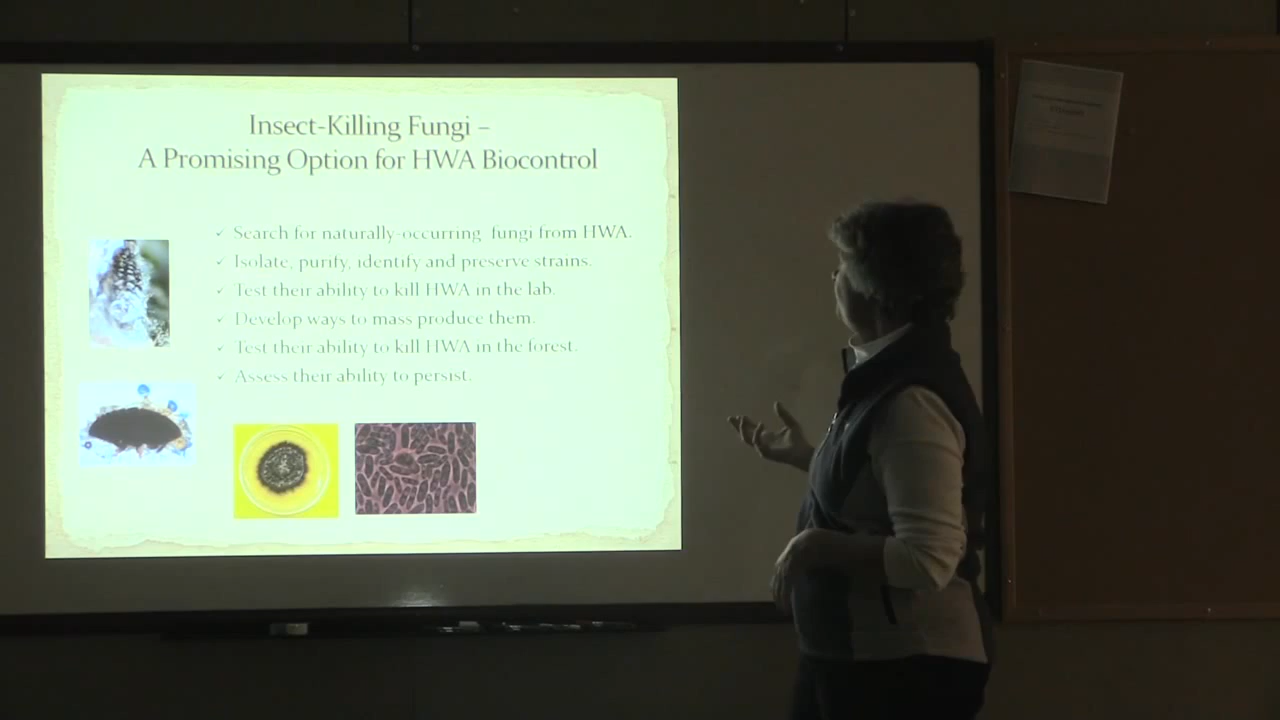 Insect-Killing Fungi –
A Promising Option for HWA Biocontrol
✓ Search for naturally-occurring fungi from HWA.
✓ Isolate, purify, identify and preserve strains.
✓ Test their ability to kill HWA in the lab.
✓ Develop ways to mass produce them.
✓ Test their ability to kill HWA in the forest.
✓ Assess their ability to persist.